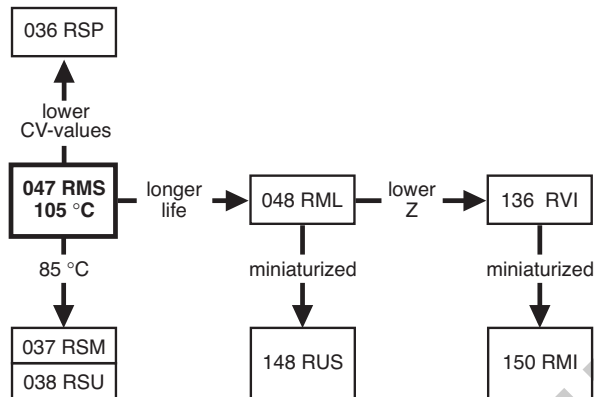 036 RSP
lower
CV-values
047 RMS
105 °C
longer
life
048 RML
lower
Z
136 RVI
85 °C
miniaturized
miniaturized
037 RSM
038 RSU
148 RUS
150 RMI